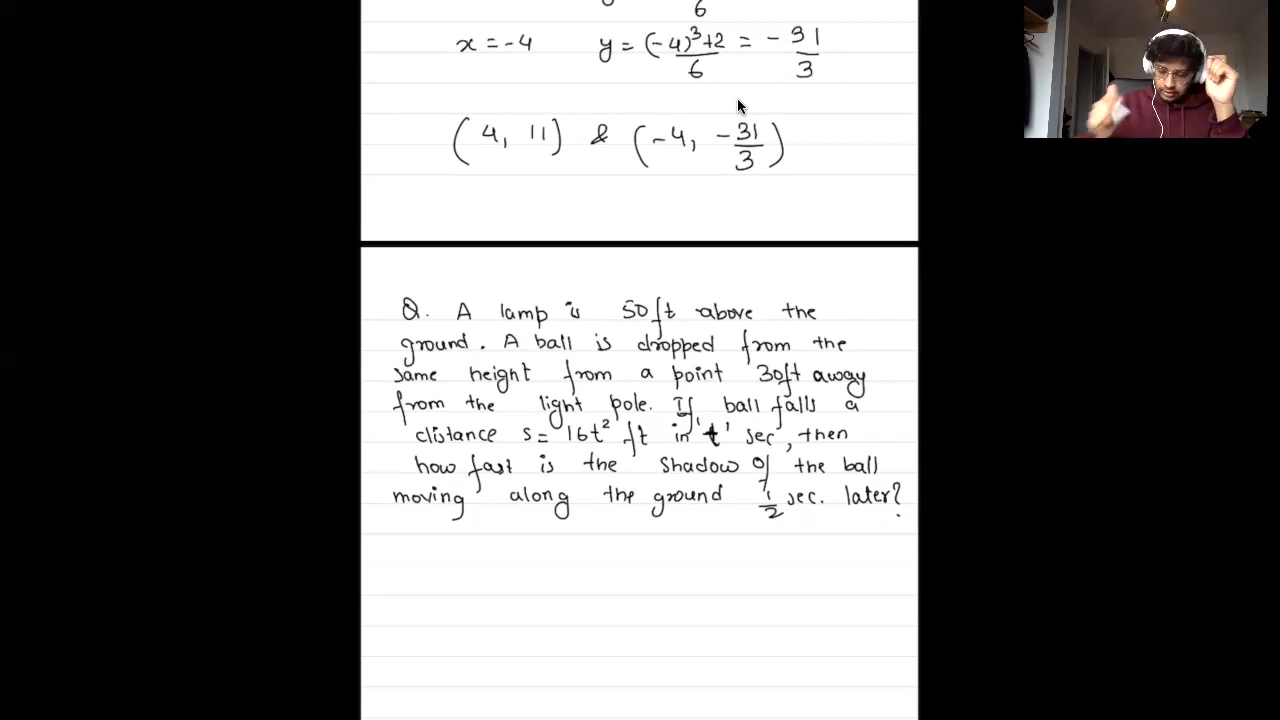 6
x = -4 y = (-4)³+2 = - 31
6 3
(4, 11) & (-4, -31/3)
Q. A lamp is 50ft above the
ground. A ball is dropped from the
same height from a point 30ft away
from the light pole. If ball falls a
distance s = 16t² ft in 't' sec, then
how fast is the shadow of the ball
moving along the ground 1/2 sec. later?